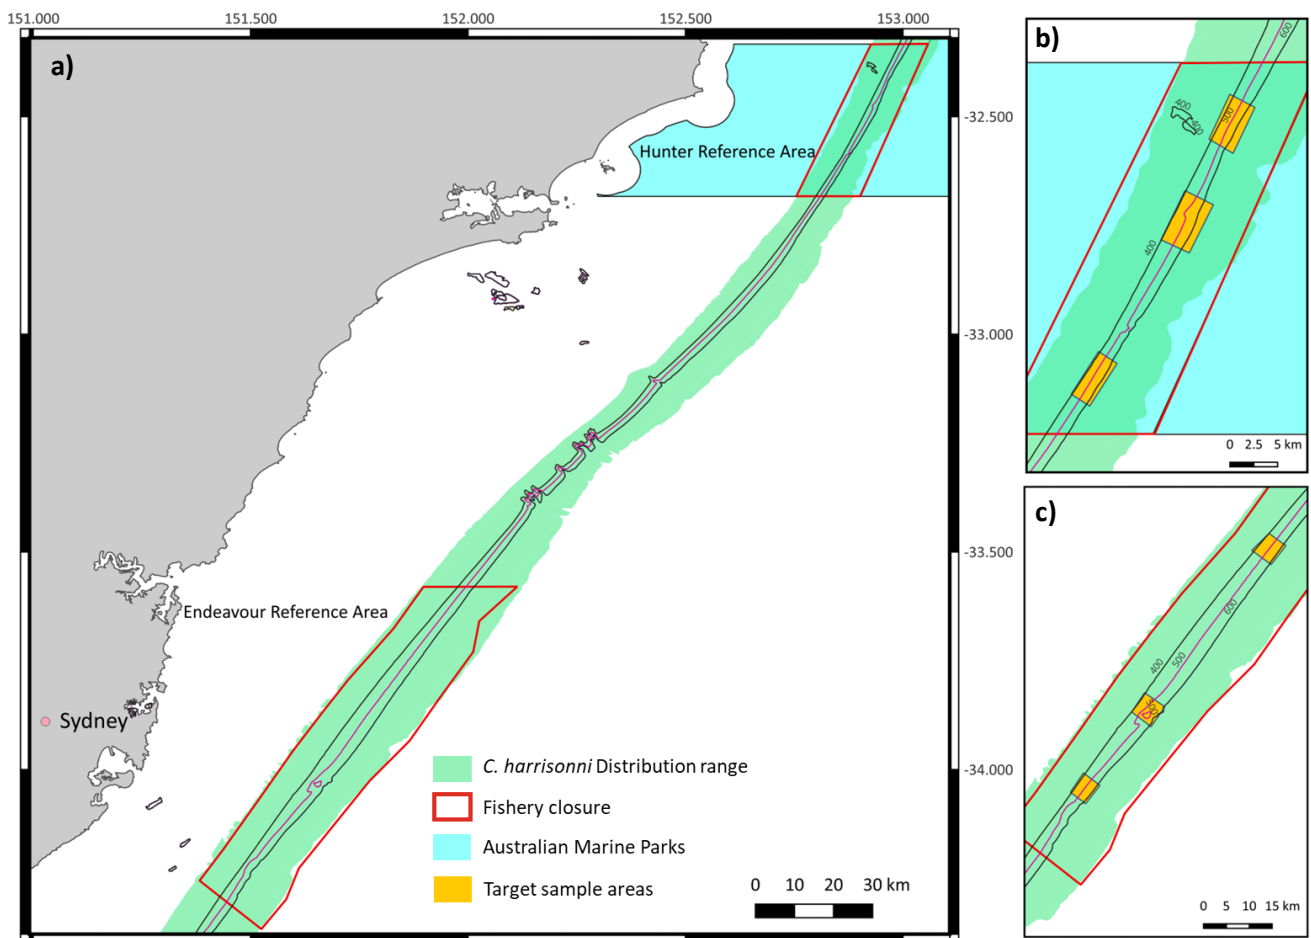 151.000 151.500 152.000 152.500 153.000
a)
-32.500
Hunter Reference Area
-33.000
-33.500
Endeavour Reference Area
Sydney
-34.000
C. harrisonni Distribution range
Fishery closure
Australian Marine Parks
Target sample areas
0 10 20 30 km
b)
600
400
400
500
400
0 2.5 5 km
c)
600
400
500
0 5 10 15 km